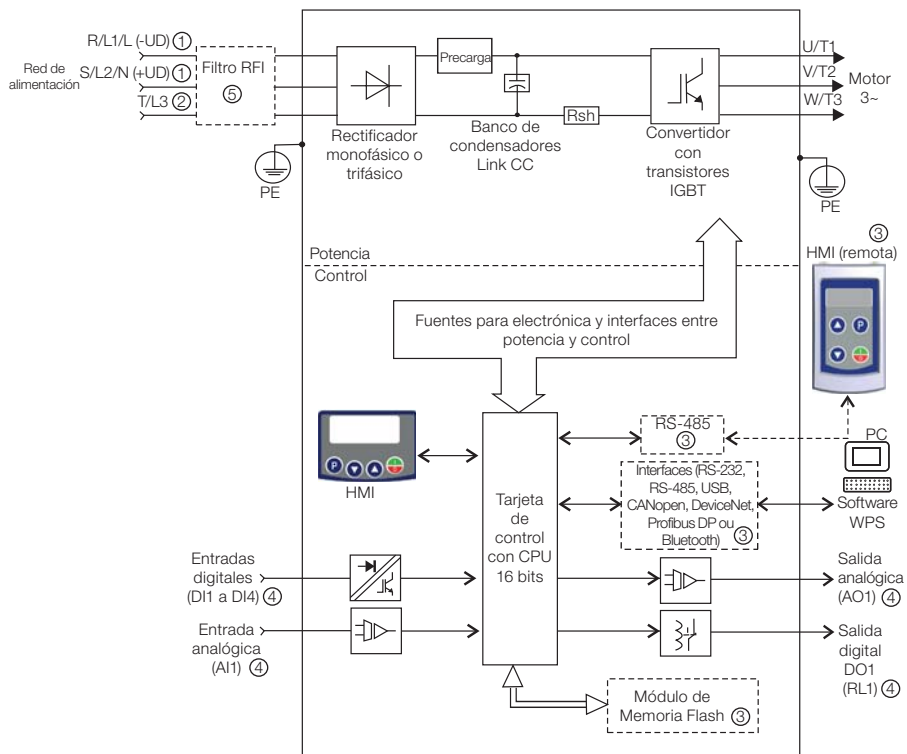 R/L1/L (-UD) ①
Red de
alimentación
S/L2/N (+UD) ①
T/L3 ②
Filtro RFI
⑤
PE
Rectificador
monofásico o
trifásico
Precarga
Banco de
condensadores
Link CC
Rsh
Convertidor
con
transistores
IGBT
U/T1
V/T2
W/T3
Motor
3~
PE
Potencia
Control
③
HMI (remota)
P
Fuentes para electrónica y interfaces entre
potencia y control
P
HMI
Tarjeta
de
control
con CPU
16 bits
RS-485
③
PC
Interfaces (RS-232,
RS-485, USB,
CANopen, DeviceNet,
Profibus DP ou
Bluetooth) ③
Software
WPS
Entradas
digitales
(DI1 a DI4) ④
Entrada
analógica
(AI1) ④
Salida
analógica
(AO1) ④
Salida
digital
DO1
(RL1) ④
Módulo de
Memoria Flash ③